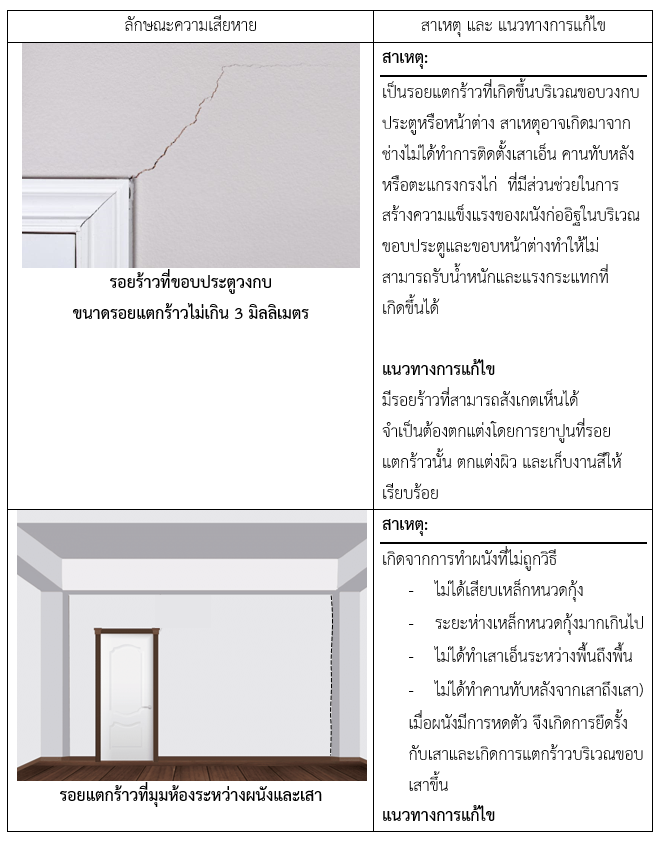 ลักษณะความเสียหาย
สาเหตุ และ แนวทางการแก้ไข
รอยร้าวที่ขอบประตูวงกบ
ขนาดรอยแตกร้าวไม่เกิน 3 มิลลิเมตร
สาเหตุ:
เป็นรอยแตกร้าวที่เกิดขึ้นบริเวณขอบวงกบ
ประตูหรือหน้าต่าง สาเหตุอาจเกิดมาจาก
ช่างไม่ได้ทำการติดตั้งเสาเอ็น คานทับหลัง
หรือตะแกรงกรงไก่ ที่มีส่วนช่วยในการ
สร้างความแข็งแรงของผนังก่ออิฐในบริเวณ
ขอบประตูและขอบหน้าต่างทำให้ไม่
สามารถรับน้ำหนักและแรงกระแทกที่
เกิดขึ้นได้
แนวทางการแก้ไข
มีรอยร้าวที่สามารถสังเกตเห็นได้
จำเป็นต้องตกแต่งโดยการยาปูนที่รอย
แตกร้าวนั้น ตกแต่งผิว และเก็บงานสีให้
เรียบร้อย
รอยแตกร้าวที่มุมห้องระหว่างผนังและเสา
สาเหตุ:
เกิดจากการทำผนังที่ไม่ถูกวิธี
- ไม่ได้เสียบเหล็กหนวดกุ้ง
- ระยะห่างเหล็กหนวดกุ้งมากเกินไป
- ไม่ได้ทำเสาเอ็นระหว่างพื้นถึงพื้น
- ไม่ได้ทำคานทับหลังจากเสาถึงเสา)
เมื่อผนังมีการหดตัว จึงเกิดการยึดรั้ง
กับเสาและเกิดการแตกร้าวบริเวณขอบ
เสาขึ้น
แนวทางการแก้ไข